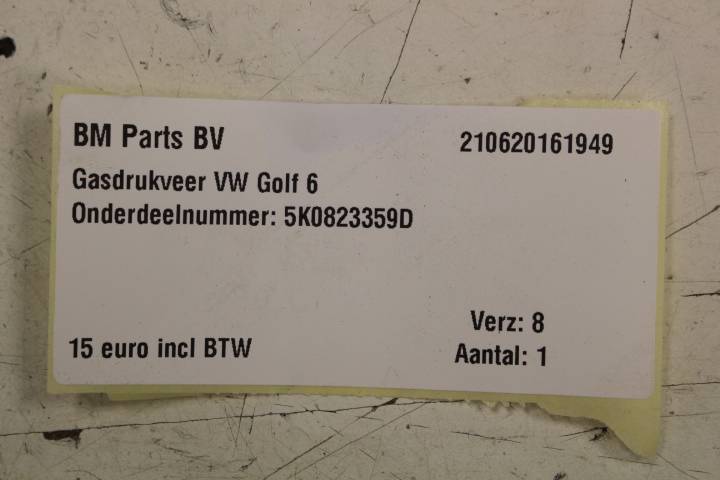 BM Parts BV 210620161949
Gasdrukveer VW Golf 6
Onderdeelnummer: 5K0823359D
Verz: 8
15 euro incl BTW Aantal: 1